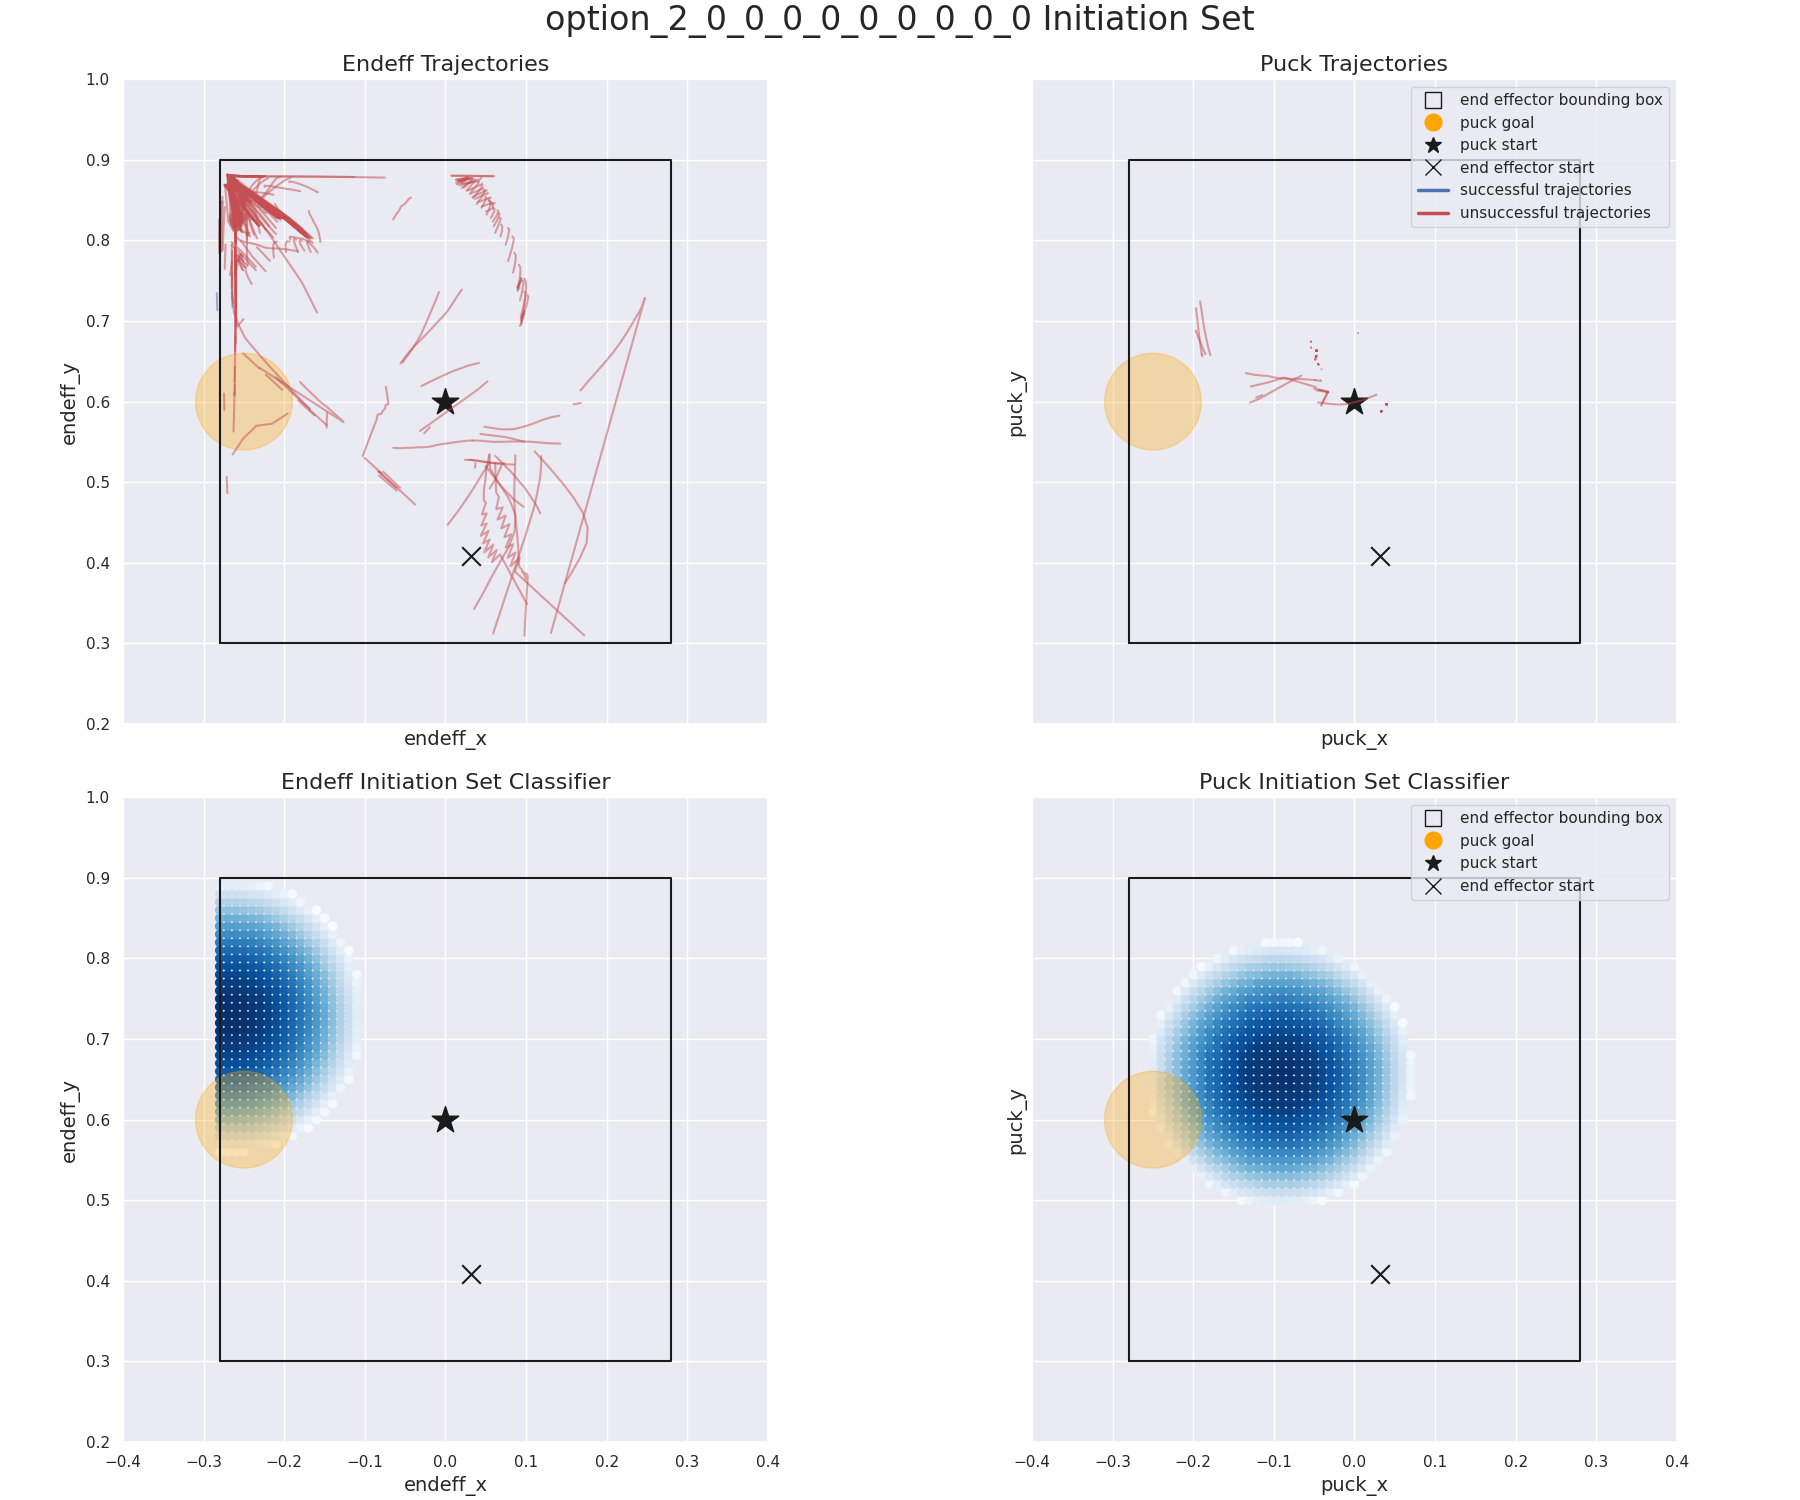 option_2_0_0_0_0_0_0_0_0_0 Initiation Set
Endeff Trajectories
1.0
0.9
0.8
0.7
0.6
0.5
0.4
0.3
0.2
endeff_y
endeff_x
Puck Trajectories
end effector bounding box
puck goal
puck start
end effector start
successful trajectories
unsuccessful trajectories
puck_y
puck_x
Endeff Initiation Set Classifier
1.0
0.9
0.8
0.7
0.6
0.5
0.4
0.3
0.2
endeff_y
−0.4 −0.3 −0.2 −0.1 0.0 0.1 0.2 0.3 0.4
endeff_x
Puck Initiation Set Classifier
end effector bounding box
puck goal
puck start
end effector start
puck_y
−0.4 −0.3 −0.2 −0.1 0.0 0.1 0.2 0.3 0.4
puck_x